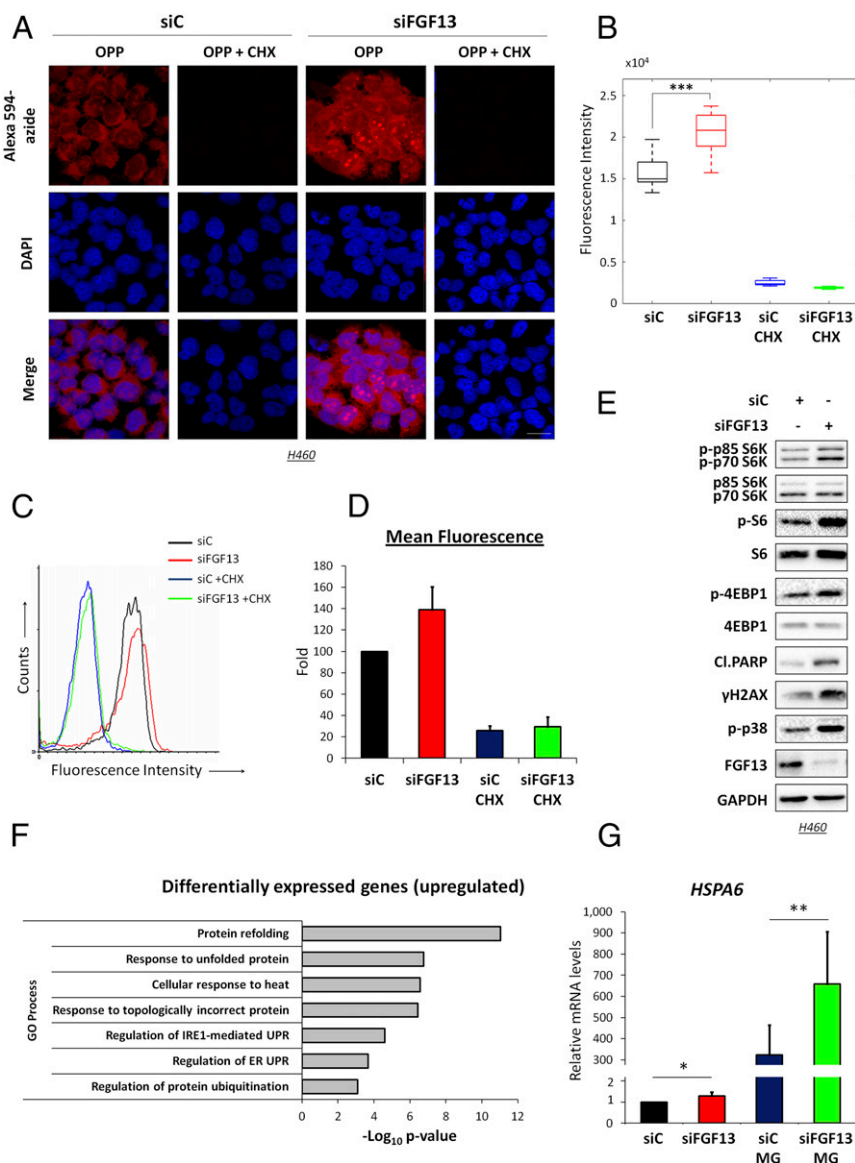 A
siC
siFGF13
OPP
OPP + CHX
OPP
OPP + CHX
Alexa 594-
azide
DAPI
Merge
H460
B
x10⁴
Fluorescence Intensity
2.5
2
1.5
1
0.5
0
***
siC
siFGF13
siC
CHX
siFGF13
CHX
C
siC
siFGF13
siC +CHX
siFGF13 +CHX
Counts
0
Fluorescence Intensity
D
Mean Fluorescence
Fold
180
160
140
120
100
80
60
40
20
0
siC
siFGF13
siC
CHX
siFGF13
CHX
E
siC + -
siFGF13 - +
p-p85 S6K
p-p70 S6K
p85 S6K
p70 S6K
p-S6
S6
p-4EBP1
4EBP1
Cl.PARP
γH2AX
p-p38
FGF13
GAPDH
H460
F
Differentially expressed genes (upregulated)
GO Process
Protein refolding
Response to unfolded protein
Cellular response to heat
Response to topologically incorrect protein
Regulation of IRE1-mediated UPR
Regulation of ER UPR
Regulation of protein ubiquitination
0 2 4 6 8 10 12
-Log₁₀ p-value
G
HSPA6
Relative mRNA levels
1,000
900
800
700
600
500
400
300
2
1
0
*
**
siC
siFGF13
siC
MG
siFGF13
MG